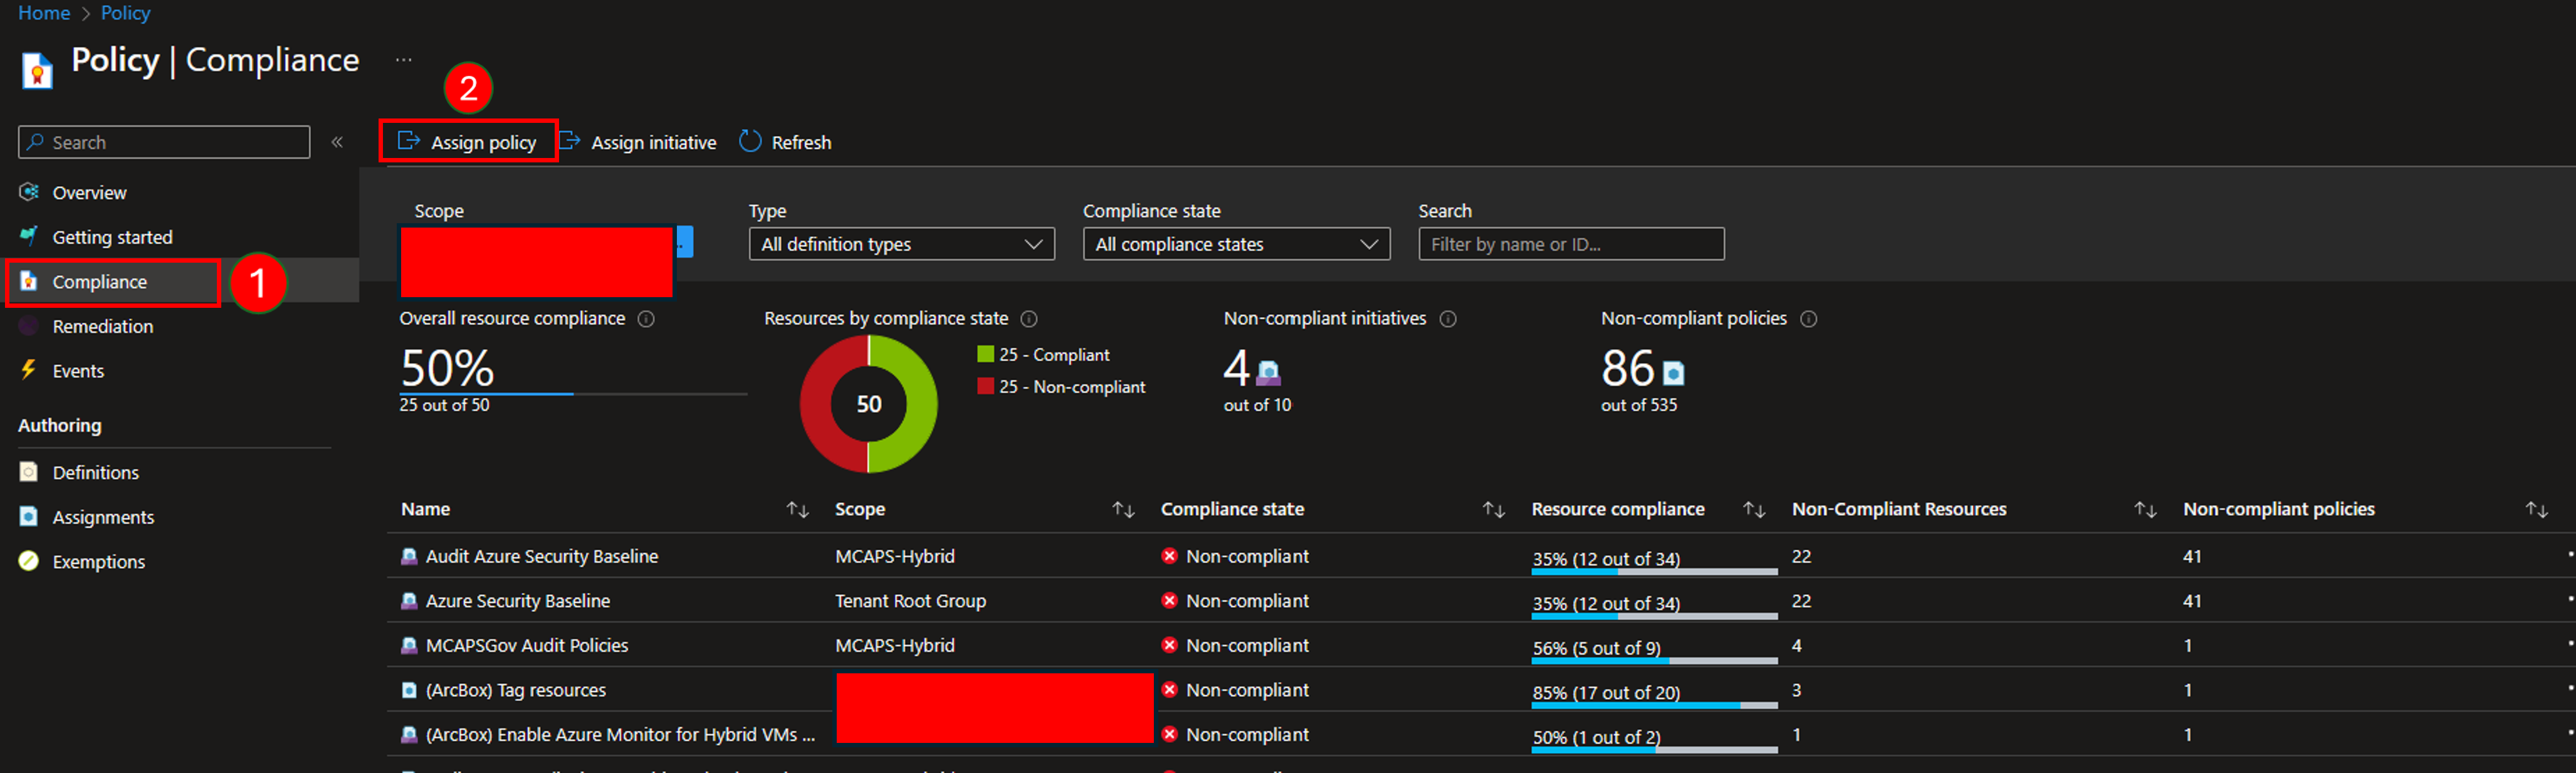 Home > Policy
Policy | Compliance ...
2
Search «
Assign policy Assign initiative Refresh
Overview
Getting started
Compliance
1
Remediation
Events
Authoring
Definitions
Assignments
Exemptions
Scope Type Compliance state Search
All definition types All compliance states Filter by name or ID...
Overall resource compliance Resources by compliance state Non-compliant initiatives Non-compliant policies
50%
25 out of 50
50
25 - Compliant
25 - Non-compliant
4
out of 10
86
out of 535
Name Scope Compliance state Resource compliance Non-Compliant Resources Non-compliant policies
Audit Azure Security Baseline MCAPS-Hybrid Non-compliant 35% (12 out of 34) 22 41
Azure Security Baseline Tenant Root Group Non-compliant 35% (12 out of 34) 22 41
MCAPSGov Audit Policies MCAPS-Hybrid Non-compliant 56% (5 out of 9) 4 1
(ArcBox) Tag resources Non-compliant 85% (17 out of 20) 3 1
(ArcBox) Enable Azure Monitor for Hybrid VMs ... Non-compliant 50% (1 out of 2) 1 1